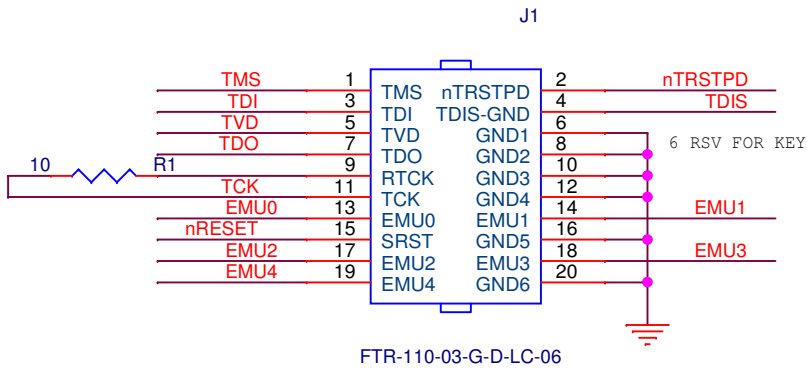 J1
TMS 1 TMS nTRSTPD 2 nTRSTPD
TDI 3 TDI TDIS-GND 4 TDIS
TVD 5 TVD GND1 6
6 RSV FOR KEY
TDO 7 TDO GND2 8
10 R1 9 RTCK GND3 10
TCK 11 TCK GND4 12
EMU0 13 EMU0 EMU1 14 EMU1
nRESET 15 SRST GND5 16
EMU2 17 EMU2 EMU3 18 EMU3
EMU4 19 EMU4 GND6 20
FTR-110-03-G-D-LC-06